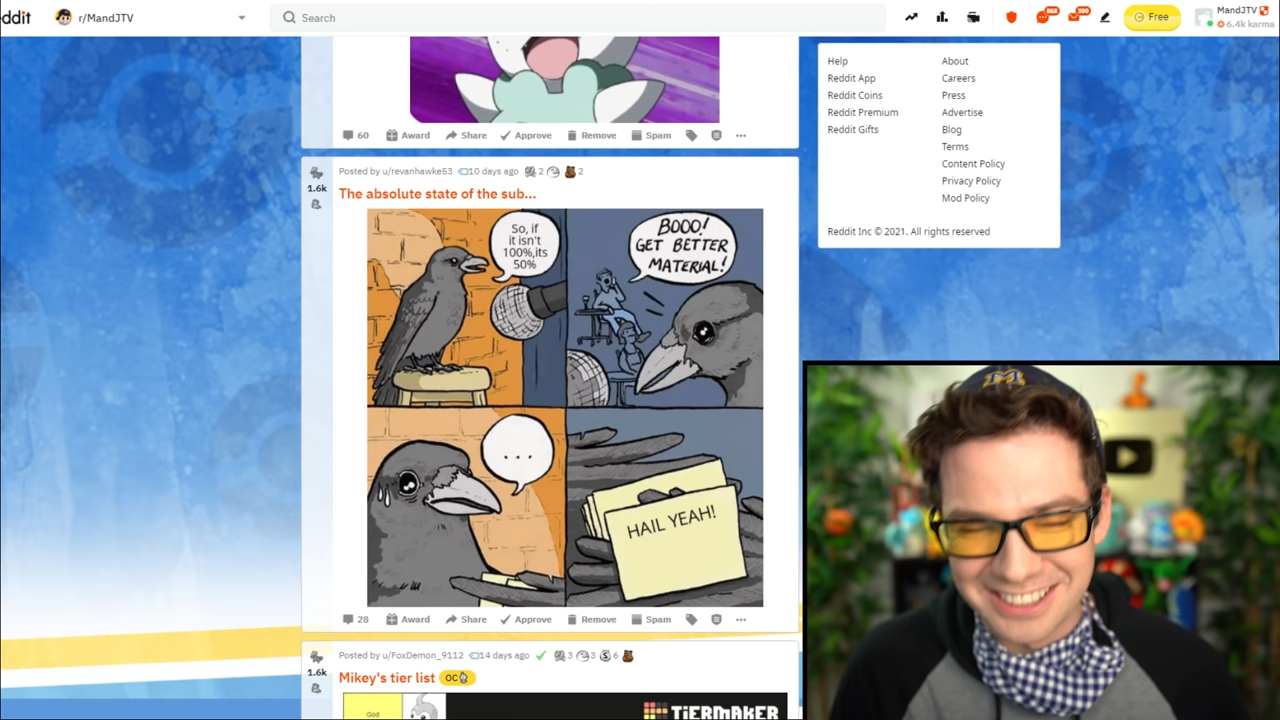 ddit
r/MandJTV
Search
868
390
Free
MandJTV
6.4k karma
60
Award
Share
Approve
Remove
Spam
Help
Reddit App
Reddit Coins
Reddit Premium
Reddit Gifts
About
Careers
Press
Advertise
Blog
Terms
Content Policy
Privacy Policy
Mod Policy
Reddit Inc © 2021. All rights reserved
1.6k
Posted by u/revanhawke53 10 days ago 2 2
The absolute state of the sub...
So, if
it isn't
100%,its
50%
BOOO!
GET BETTER
MATERIAL!
...
HAIL YEAH!
28
Award
Share
Approve
Remove
Spam
1.6k
Posted by u/FoxDemon_9112 14 days ago 3 3 6
Mikey's tier list OC
God
TIERMAKER
M